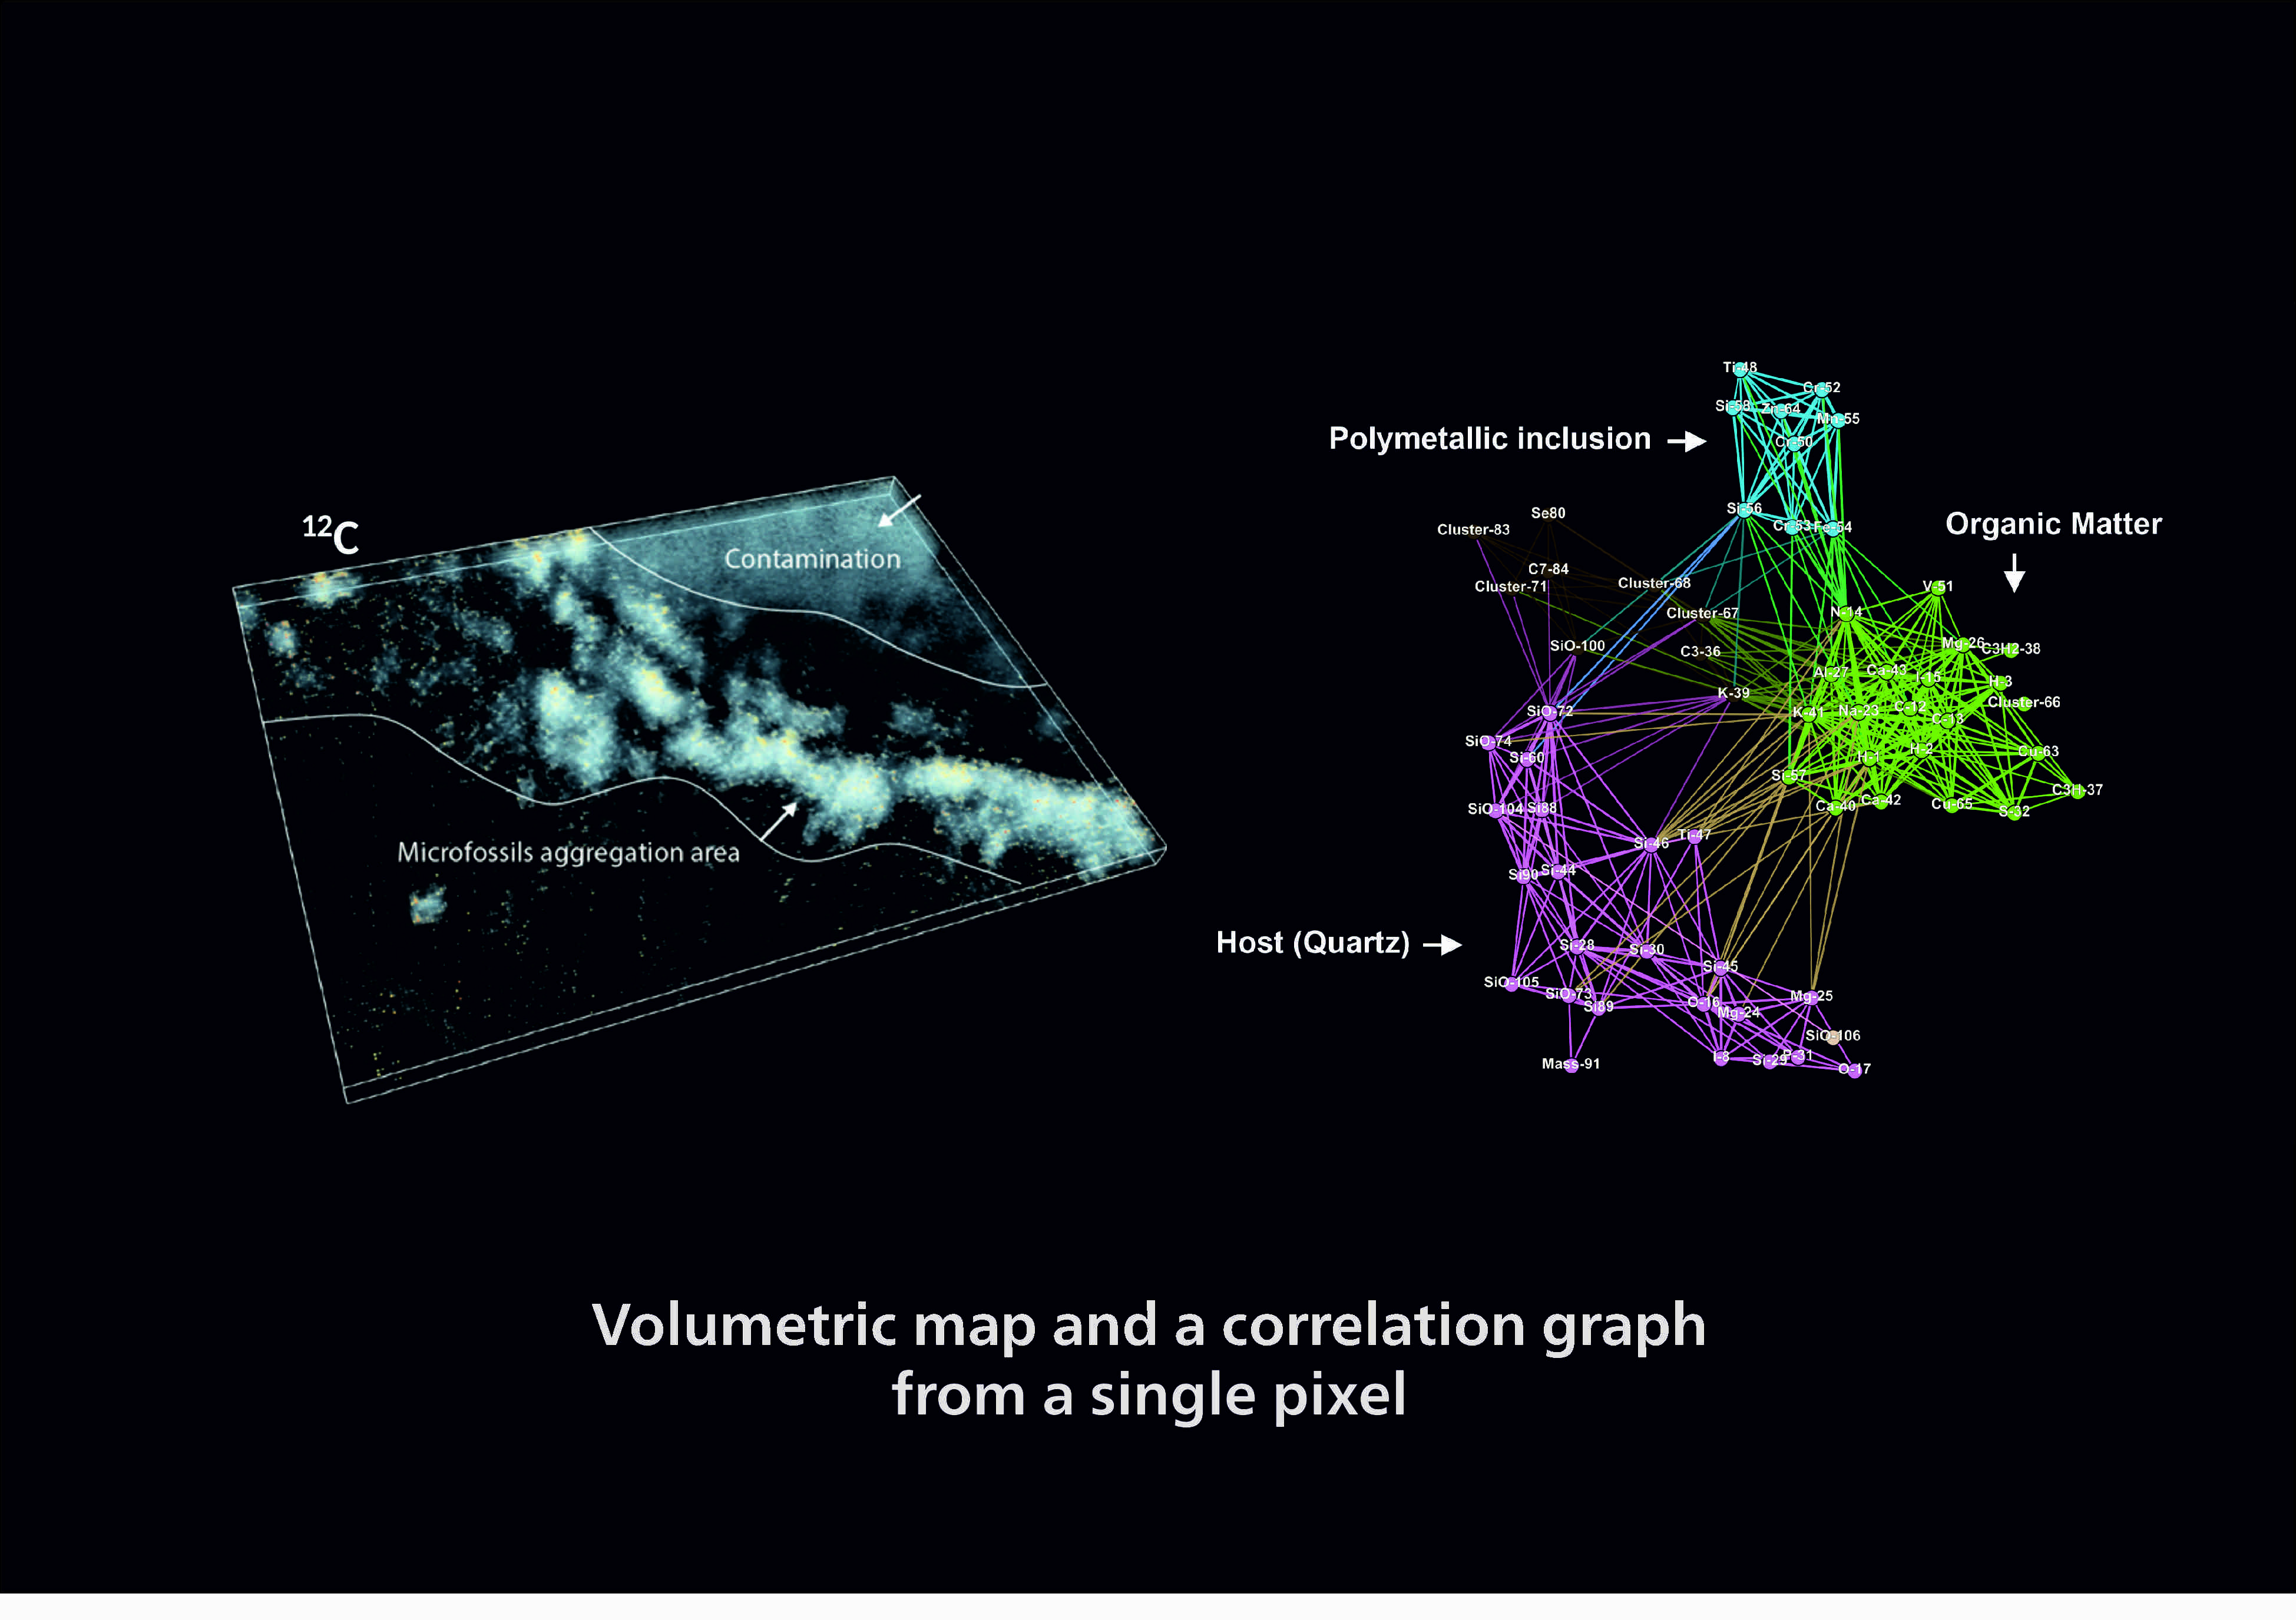 12C
Contamination
Microfossils aggregation area
Polymetallic inclusion
Organic Matter
Host (Quartz)
Ti-48
Cr-52
Si-58
Zn-64
Mn-55
Cr-50
Si-56
Cr-53
Fe-54
Se80
Cluster-83
C7-84
Cluster-71
Cluster-68
Cluster-67
SiO-100
C3-36
K-39
V-51
N-14
Mg-26
C3H2-38
Al-27
Ca-43
I-15
H-3
Cluster-66
K-41
Na-23
C-12
C-13
H-1
H-2
Cu-63
Si-57
Ca-40
Ca-42
Cu-65
S-32
C3H-37
SiO-72
SiO-74
Si-60
SiO-104
Si88
Si-46
Ti-47
Si90
Si-44
Si-28
Si-30
Si-45
SiO-105
SiO-73
Si89
O-16
Mg-24
Mg-25
SiO-106
Mass-91
I-8
Si-29
P-31
O-17
Volumetric map and a correlation graph
from a single pixel